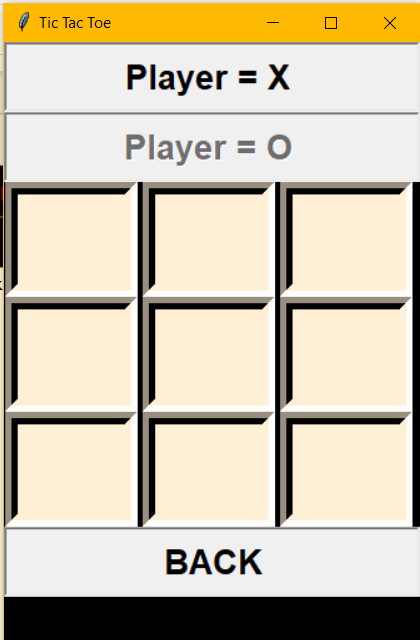 Tic Tac Toe
Player = X
Player = O
BACK